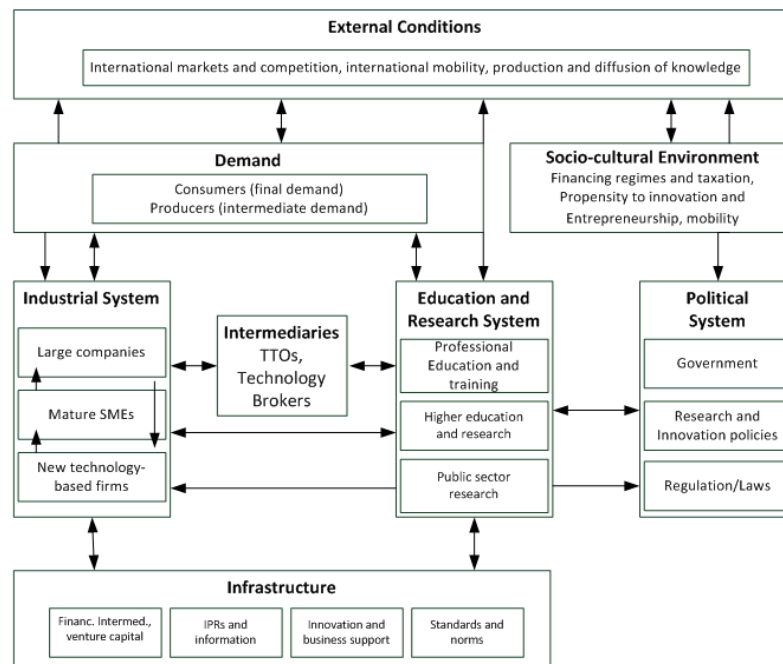 External Conditions
International markets and competition, international mobility, production and diffusion of knowledge
Demand
Consumers (final demand)
Producers (intermediate demand)
Socio-cultural Environment
Financing regimes and taxation,
Propensity to innovation and
Entrepreneurship, mobility
Industrial System
Large companies
Mature SMEs
New technology-
based firms
Intermediaries
TTOs,
Technology
Brokers
Education and
Research System
Professional
Education and
training
Higher education
and research
Public sector
research
Political
System
Government
Research and
Innovation policies
Regulation/Laws
Infrastructure
Financ. Intermed.,
venture capital
IPRs and
information
Innovation and
business support
Standards and
norms